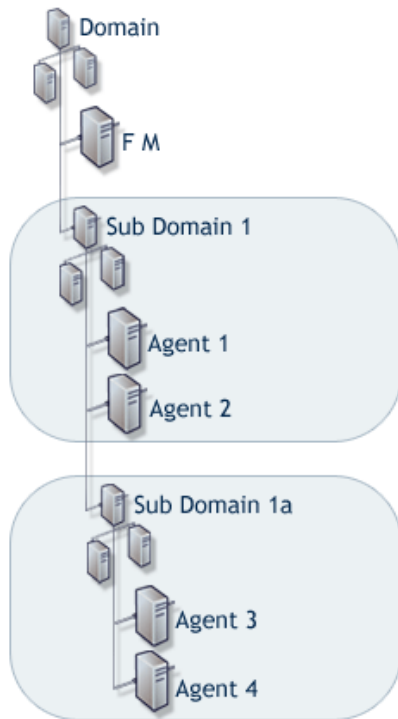 Domain
F M
Sub Domain 1
Agent 1
Agent 2
Sub Domain 1a
Agent 3
Agent 4